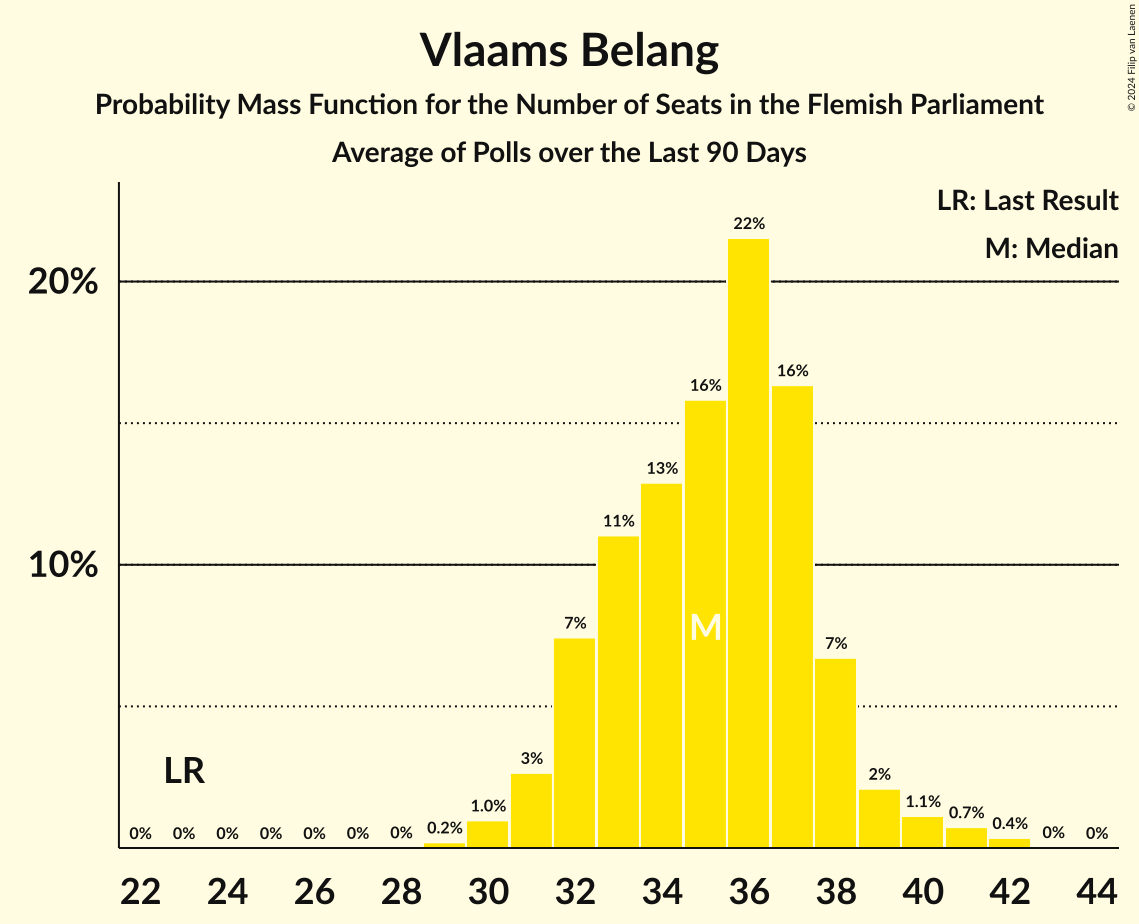 © 2024 Filip van Laenen
Vlaams Belang
Probability Mass Function for the Number of Seats in the Flemish Parliament
Average of Polls over the Last 90 Days
LR: Last Result
M: Median
20%
10%
22%
16%
16%
13%
11%
M
7%
7%
LR
3%
2%
1.0%
1.1%
0.7%
0.4%
0%
0%
0%
0%
0%
0%
0%
0.2%
0%
0%
22 24 26 28 30 32 34 36 38 40 42 44